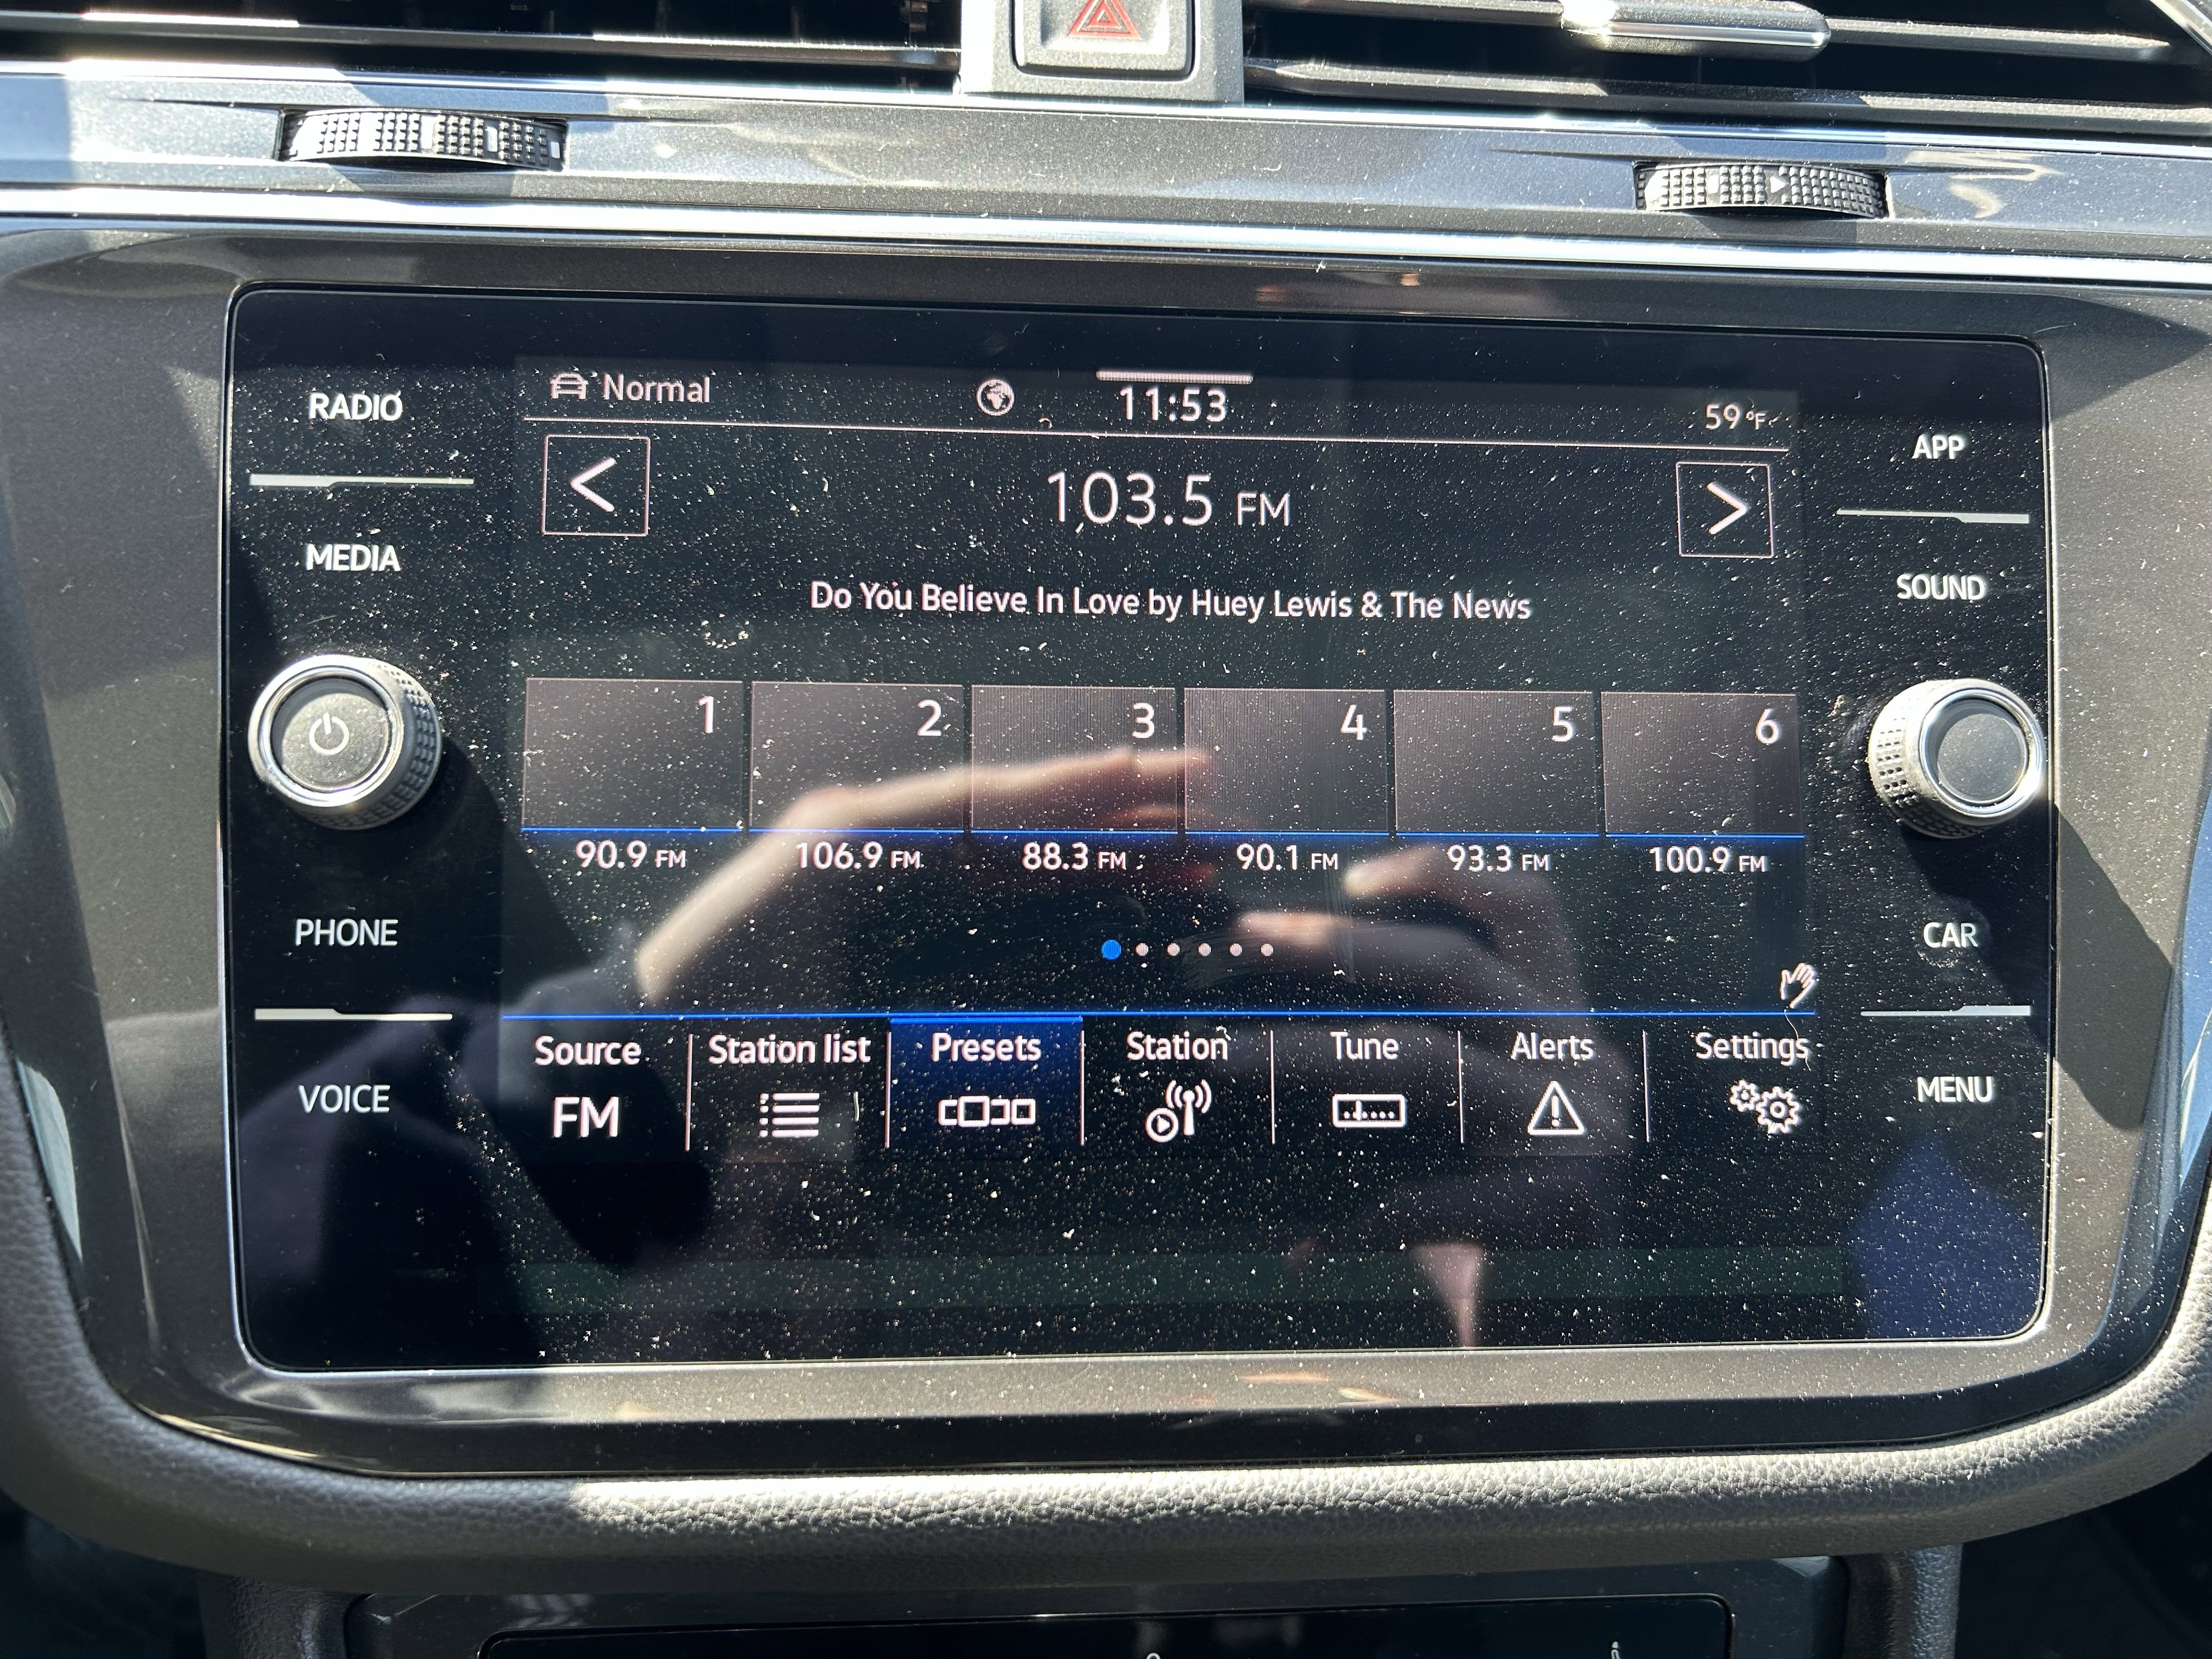 RADIO
MEDIA
PHONE
VOICE
Normal
11:53
59 °F
103.5 FM
Do You Believe In Love by Huey Lewis & The News
1 2 3 4 5 6
90.9 FM 106.9 FM 88.3 FM 90.1 FM 93.3 FM 100.9 FM
Source Station list Presets Station Tune Alerts Settings
FM
APP
SOUND
CAR
MENU